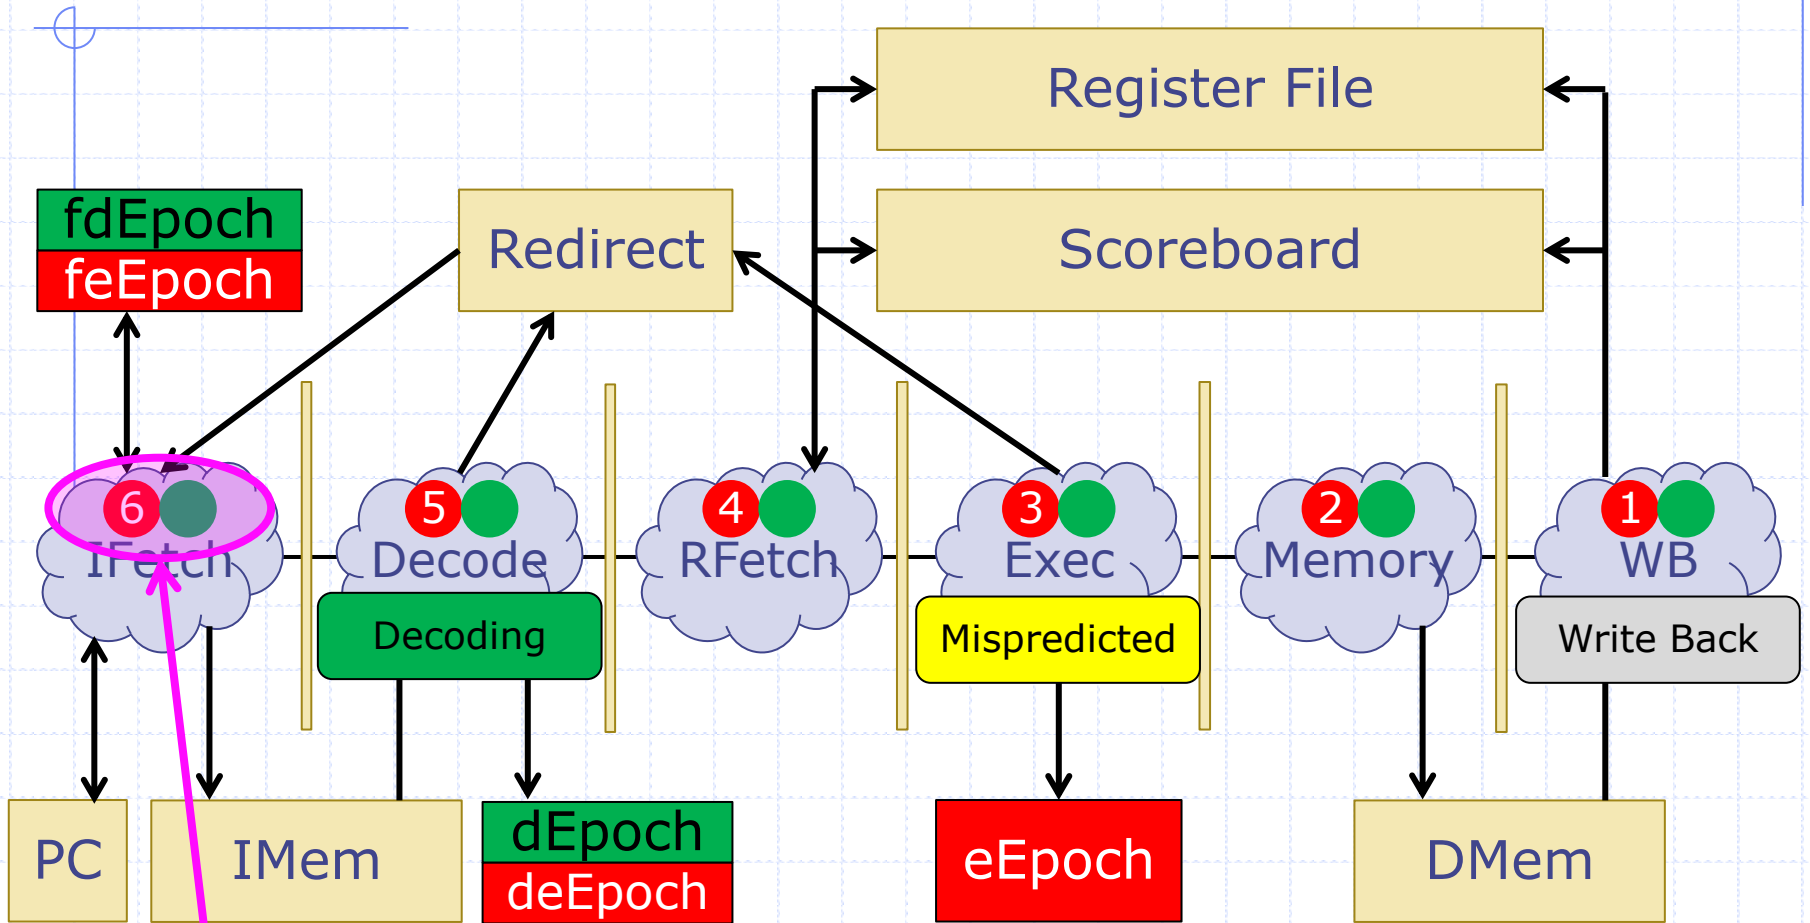 Register File
fdEpoch
feEpoch
Redirect
Scoreboard
6
5
4
3
2
1
IFetch
Decode
RFetch
Exec
Memory
WB
Decoding
Mispredicted
Write Back
PC
IMem
dEpoch
deEpoch
eEpoch
DMem